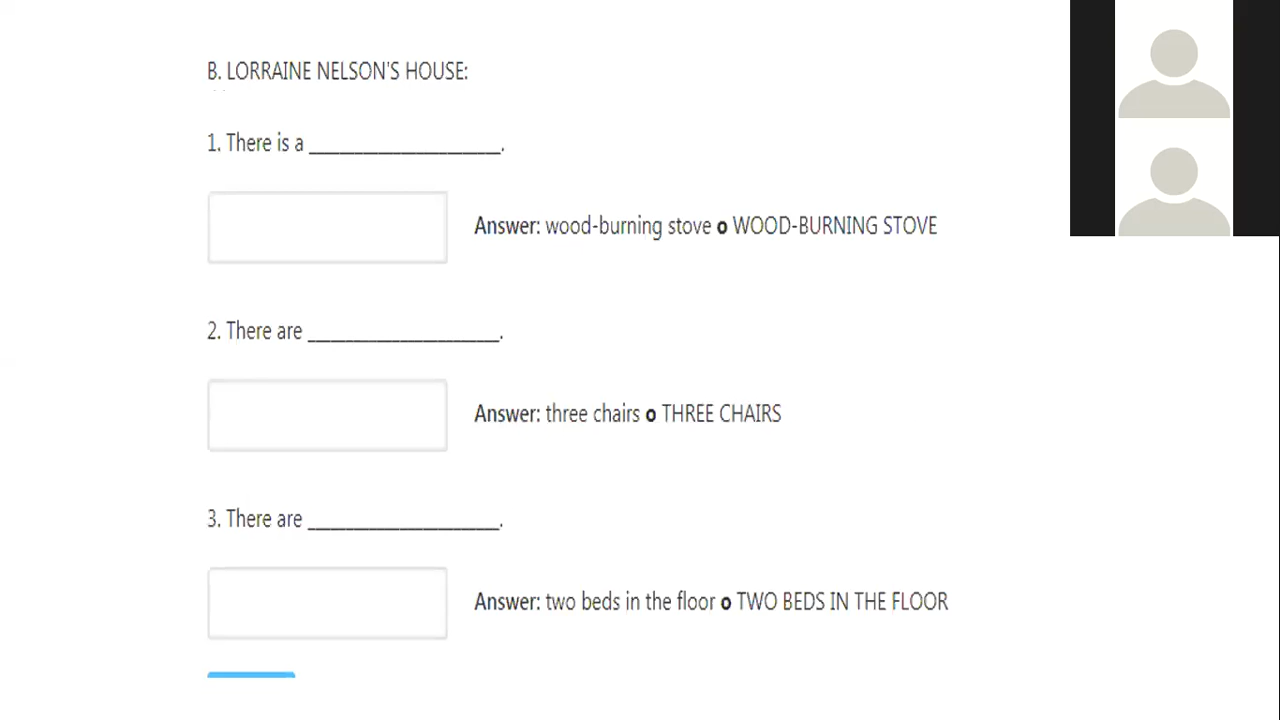 B. LORRAINE NELSON'S HOUSE:
1. There is a ____________________.
Answer: wood-burning stove o WOOD-BURNING STOVE
2. There are ____________________.
Answer: three chairs o THREE CHAIRS
3. There are ____________________.
Answer: two beds in the floor o TWO BEDS IN THE FLOOR